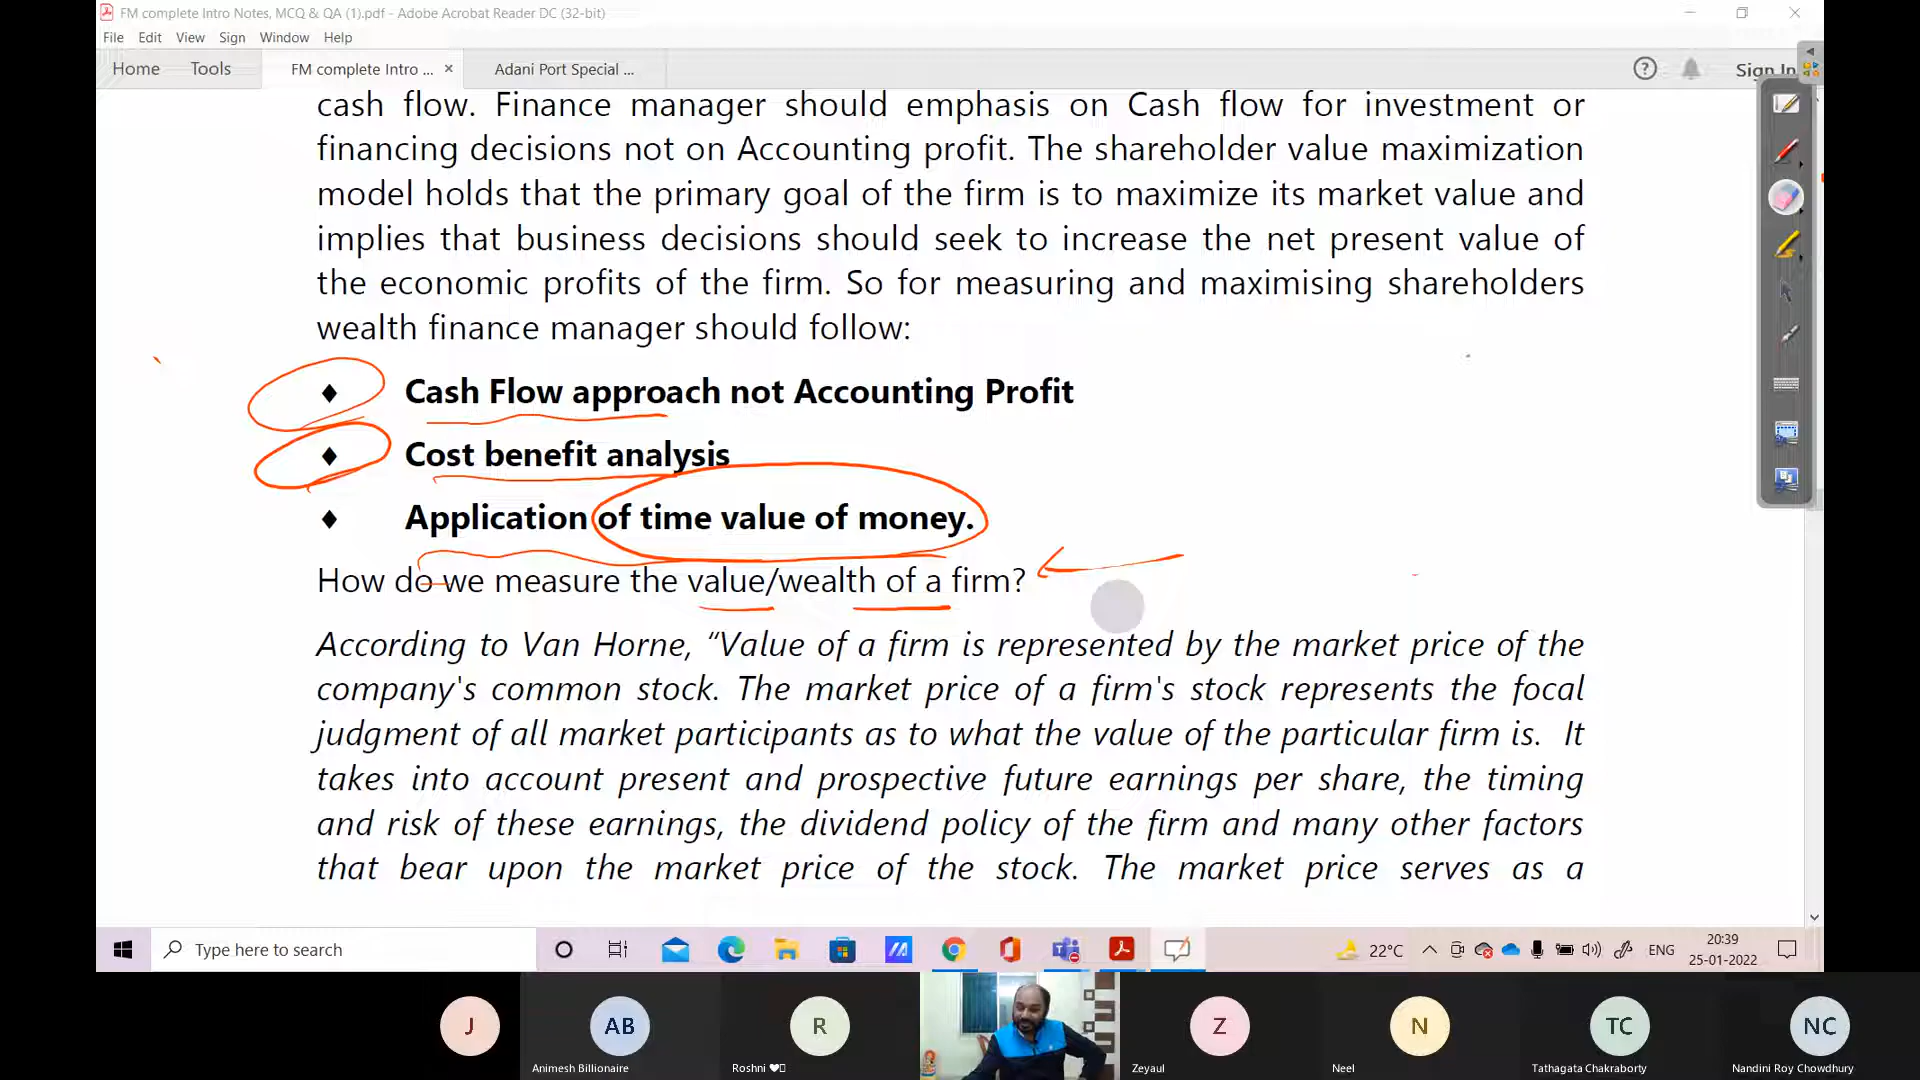 FM complete Intro Notes, MCQ & QA (1).pdf - Adobe Acrobat Reader DC (32-bit)
File Edit View Sign Window Help
Home Tools FM complete Intro ... × Adani Port Special ... Sign In
cash flow. Finance manager should emphasis on Cash flow for investment or
financing decisions not on Accounting profit. The shareholder value maximization
model holds that the primary goal of the firm is to maximize its market value and
implies that business decisions should seek to increase the net present value of
the economic profits of the firm. So for measuring and maximising shareholders
wealth finance manager should follow:
♦ Cash Flow approach not Accounting Profit
♦ Cost benefit analysis
♦ Application of time value of money.
How do we measure the value/wealth of a firm?
According to Van Horne, “Value of a firm is represented by the market price of the
company's common stock. The market price of a firm's stock represents the focal
judgment of all market participants as to what the value of the particular firm is. It
takes into account present and prospective future earnings per share, the timing
and risk of these earnings, the dividend policy of the firm and many other factors
that bear upon the market price of the stock. The market price serves as a
Type here to search
22°C ENG 20:39
25-01-2022
J AB R Z N TC NC
Animesh Billionaire Roshni ❤ Zeyaul Neel Tathagata Chakraborty Nandini Roy Chowdhury